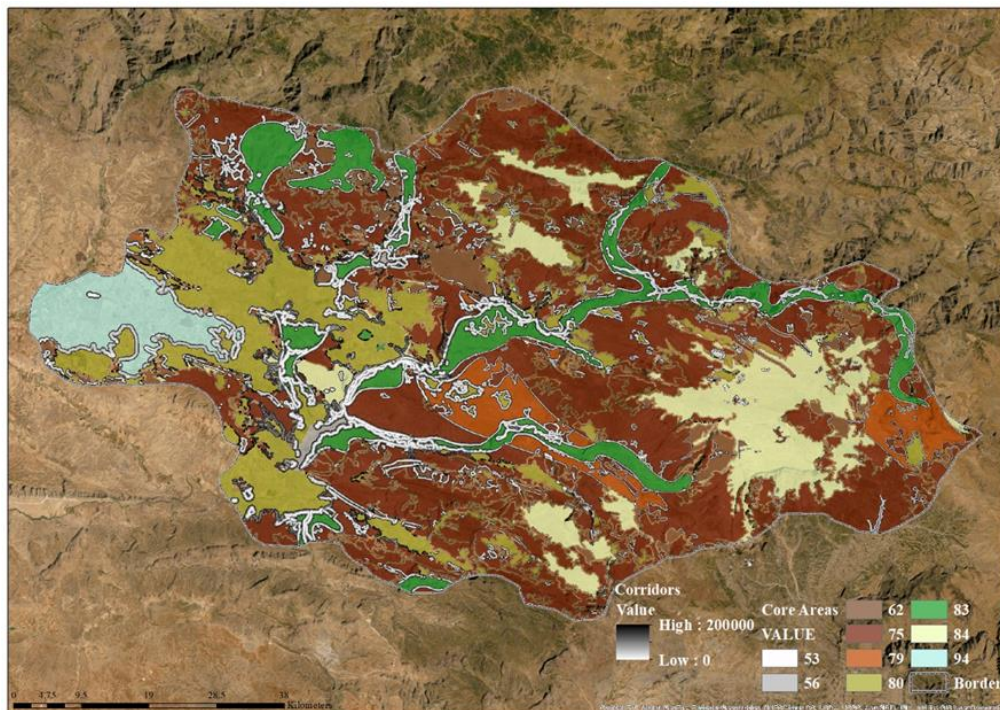 Corridors
Value
High : 200000
Low : 0
Core Areas
VALUE
53
56
62
75
79
80
83
84
94
Border
0 4.75 9.5 19 28.5 38
Kilometers